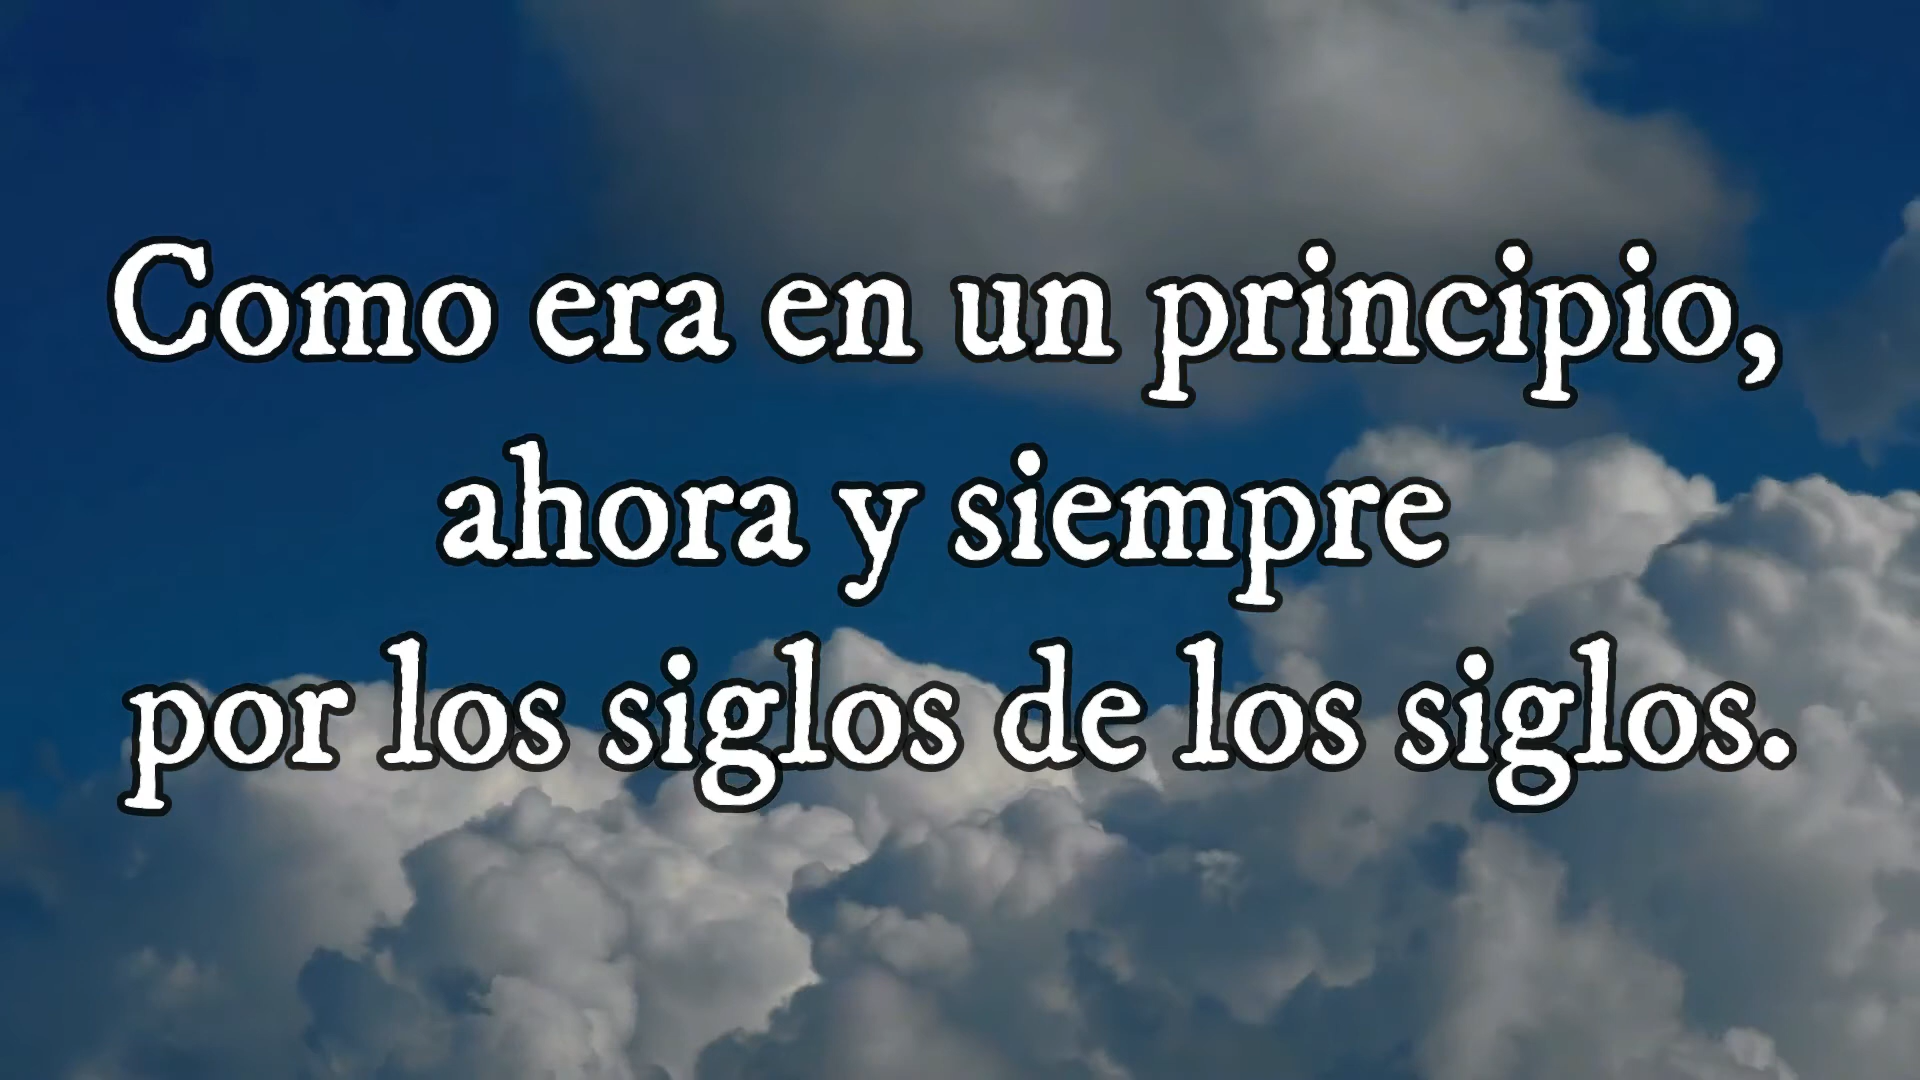 Como era en un principio,
ahora y siempre
por los siglos de los siglos.